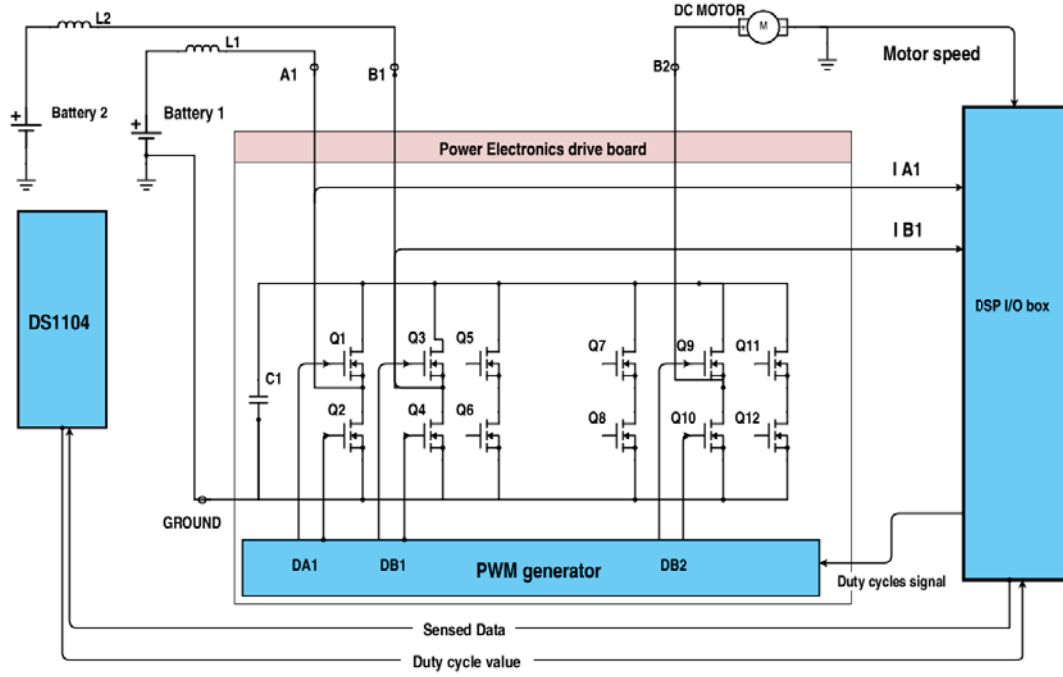 L2
DC MOTOR
+
M
-
L1
A1
B1
B2
Motor speed
+
Battery 2
+
Battery 1
Power Electronics drive board
I A1
I B1
DS1104
DSP I/O box
Q1
Q3
Q5
Q7
Q9
Q11
C1
Q2
Q4
Q6
Q8
Q10
Q12
GROUND
DA1
DB1
PWM generator
DB2
Duty cycles signal
Sensed Data
Duty cycle value